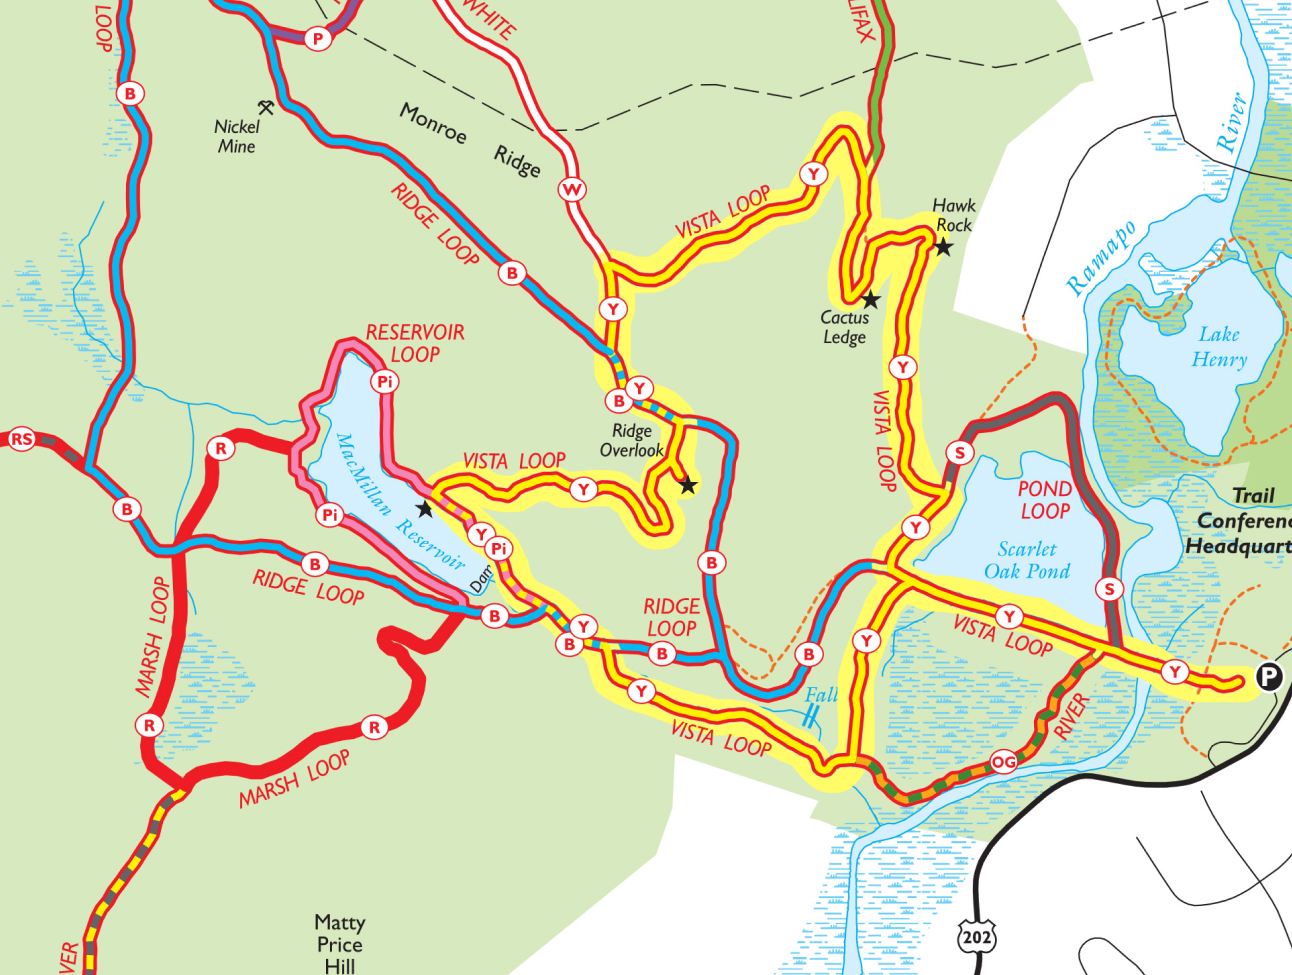 LOOP
P
WHITE
LIFAX
B
Nickel
Mine
Monroe
Ridge
River
W
Y
VISTA LOOP
RIDGE LOOP
Hawk
Rock
Ramapo
B
Y
Cactus
Ledge
Lake
Henry
RESERVOIR
LOOP
Pi
Y
Y
B
VISTA LOOP
Ridge
Overlook
RS
R
MacMillan Reservoir
VISTA LOOP
S
Y
POND
LOOP
Trail
Conferenc
Headquart
B
Pi
Y
Pi
Y
Scarlet
Oak Pond
B
RIDGE LOOP
Dam
B
S
MARSH LOOP
RIDGE
LOOP
Y
B
B
B
Y
Y
VISTA LOOP
Y
P
Y
Fall
R
R
VISTA LOOP
RIVER
MARSH LOOP
OG
Matty
Price
Hill
202
VER